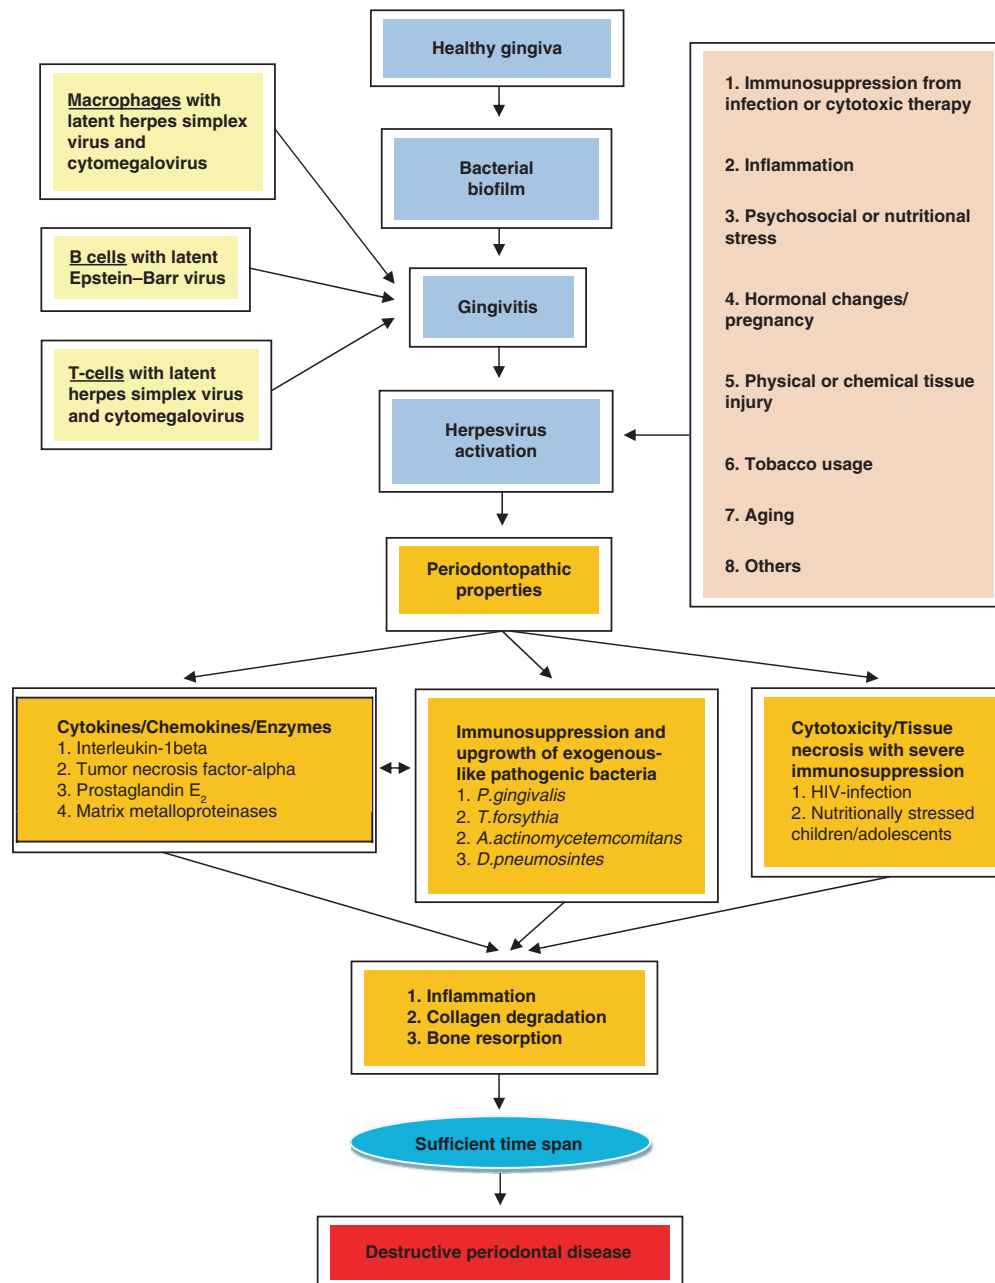 Healthy gingiva
Macrophages with
latent herpes simplex
virus and
cytomegalovirus
Bacterial
biofilm
B cells with latent
Epstein–Barr virus
Gingivitis
T-cells with latent
herpes simplex virus
and cytomegalovirus
Herpesvirus
activation
1. Immunosuppression from
infection or cytotoxic therapy
2. Inflammation
3. Psychosocial or nutritional
stress
4. Hormonal changes/
pregnancy
5. Physical or chemical tissue
injury
6. Tobacco usage
7. Aging
8. Others
Periodontopathic
properties
Cytokines/Chemokines/Enzymes
1. Interleukin-1beta
2. Tumor necrosis factor-alpha
3. Prostaglandin E2
4. Matrix metalloproteinases
Immunosuppression and
upgrowth of exogenous-
like pathogenic bacteria
1. P.gingivalis
2. T.forsythia
2. A.actinomycetemcomitans
3. D.pneumosintes
Cytotoxicity/Tissue
necrosis with severe
immunosuppression
1. HIV-infection
2. Nutritionally stressed
children/adolescents
1. Inflammation
2. Collagen degradation
3. Bone resorption
Sufficient time span
Destructive periodontal disease